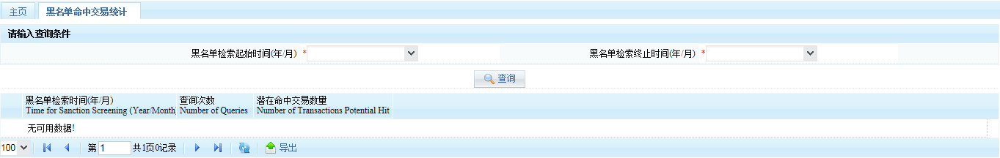 主页 黑名单命中交易统计
请输入查询条件
黑名单检索起始时间(年/月) * 黑名单检索终止时间(年/月) *
查询
黑名单检索时间(年/月) 查询次数 潜在命中交易数量
Time for Sanction Screening (Year/Month) Number of Queries Number of Transactions Potential Hit
无可用数据!
100 第 1 共1页0记录 导出